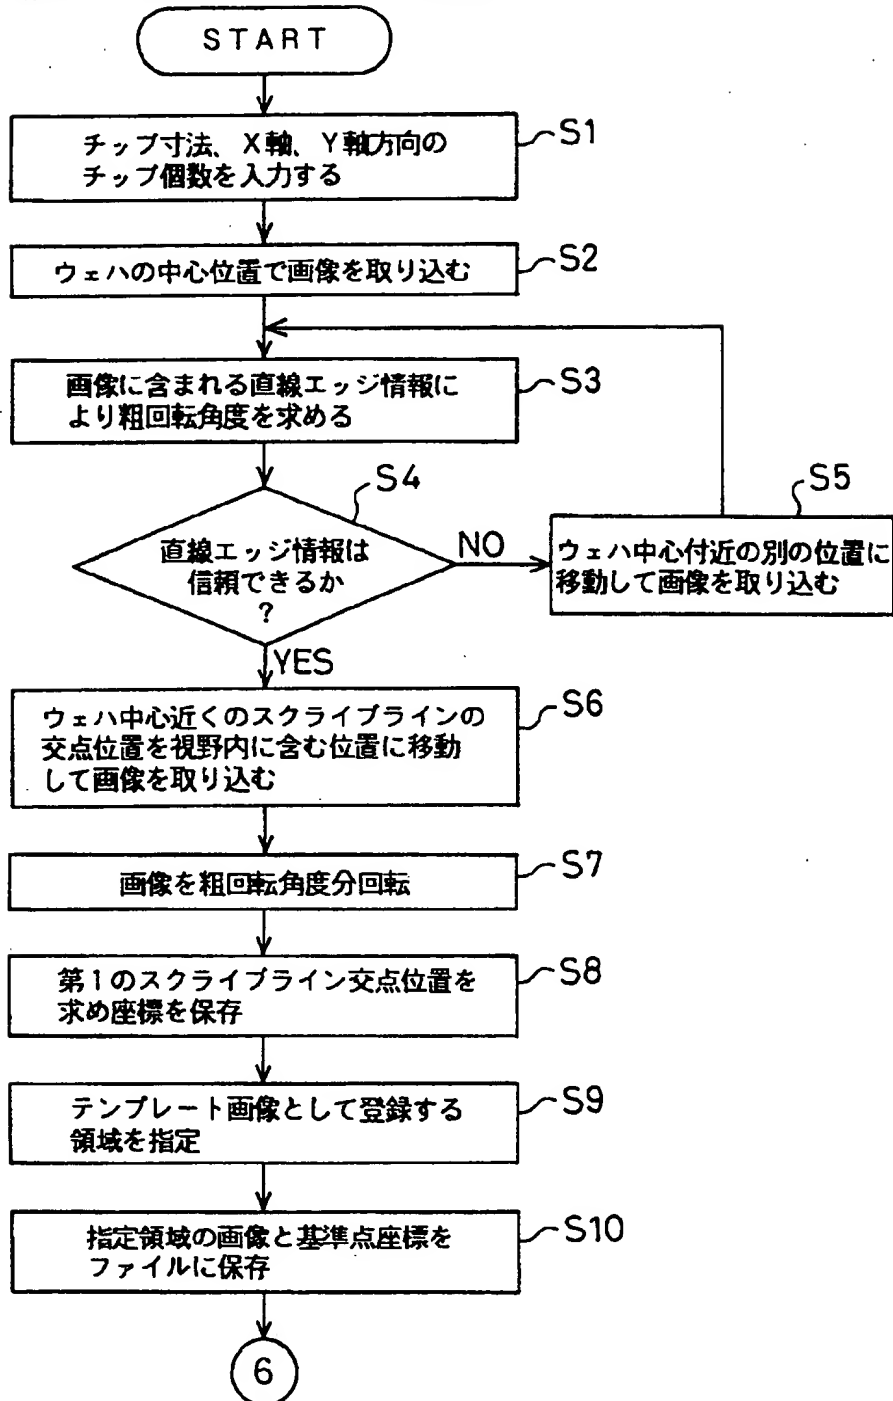 START
S1
チップ寸法、X軸、Y軸方向の
チップ個数を入力する
S2
ウェハの中心位置で画像を取り込む
S3
画像に含まれる直線エッジ情報に
より粗回転角度を求める
S4
直線エッジ情報は
信頼できるか
?
NO
S5
ウェハ中心付近の別の位置に
移動して画像を取り込む
YES
S6
ウェハ中心近くのスクライブラインの
交点位置を視野内に含む位置に移動
して画像を取り込む
S7
画像を粗回転角度分回転
S8
第1のスクライブライン交点位置を
求め座標を保存
S9
テンプレート画像として登録する
領域を指定
S10
指定領域の画像と基準点座標を
ファイルに保存
6